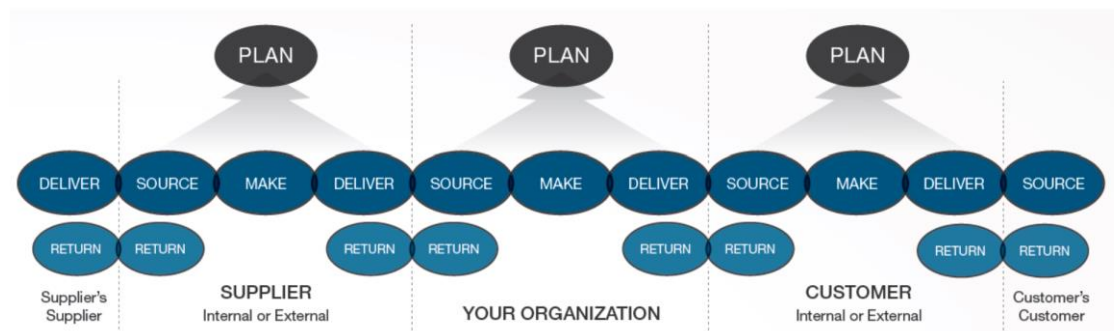 PLAN PLAN PLAN
DELIVER SOURCE MAKE DELIVER SOURCE MAKE DELIVER SOURCE MAKE DELIVER SOURCE
RETURN RETURN RETURN RETURN RETURN RETURN RETURN RETURN
Supplier's
Supplier
SUPPLIER
Internal or External
YOUR ORGANIZATION
CUSTOMER
Internal or External
Customer's
Customer